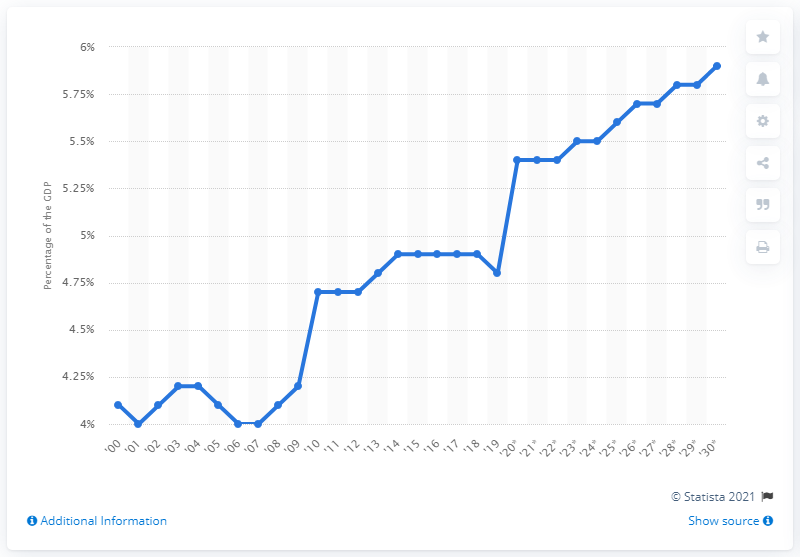 6%
5.75%
5.5%
5.25%
5%
4.75%
4.5%
4.25%
4%
Percentage of the GDP
'00 '01 '02 '03 '04 '05 '06 '07 '08 '09 '10 '11 '12 '13 '14 '15 '16 '17 '18 '19 '20* '21* '22* '23* '24* '25* '26* '27* '28* '29* '30*
© Statista 2021
Additional Information
Show source